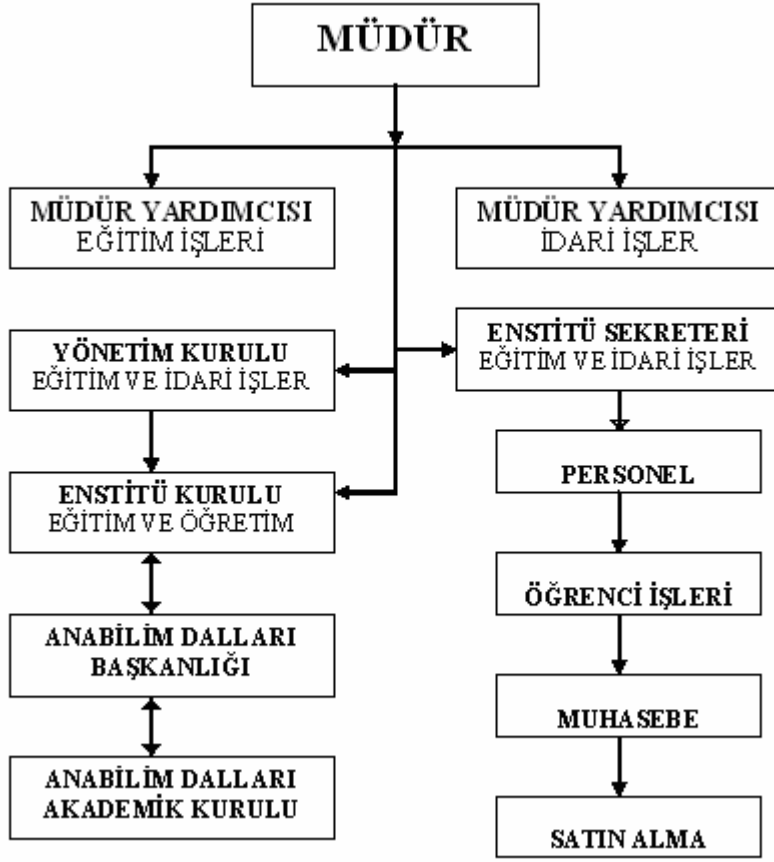 MÜDÜR
MÜDÜR YARDIMCISI
EĞİTİM İŞLERİ
MÜDÜR YARDIMCISI
İDARİ İŞLER
YÖNETİM KURULU
EĞİTİM VE İDARİ İŞLER
ENSTİTÜ SEKRETERİ
EĞİTİM VE İDARİ İŞLER
ENSTİTÜ KURULU
EĞİTİM VE ÖĞRETİM
PERSONEL
ANABİLİM DALLARI
BAŞKANLIĞI
ÖĞRENCİ İŞLERİ
ANABİLİM DALLARI
AKADEMİK KURULU
MUHASEBE
SATIN ALMA